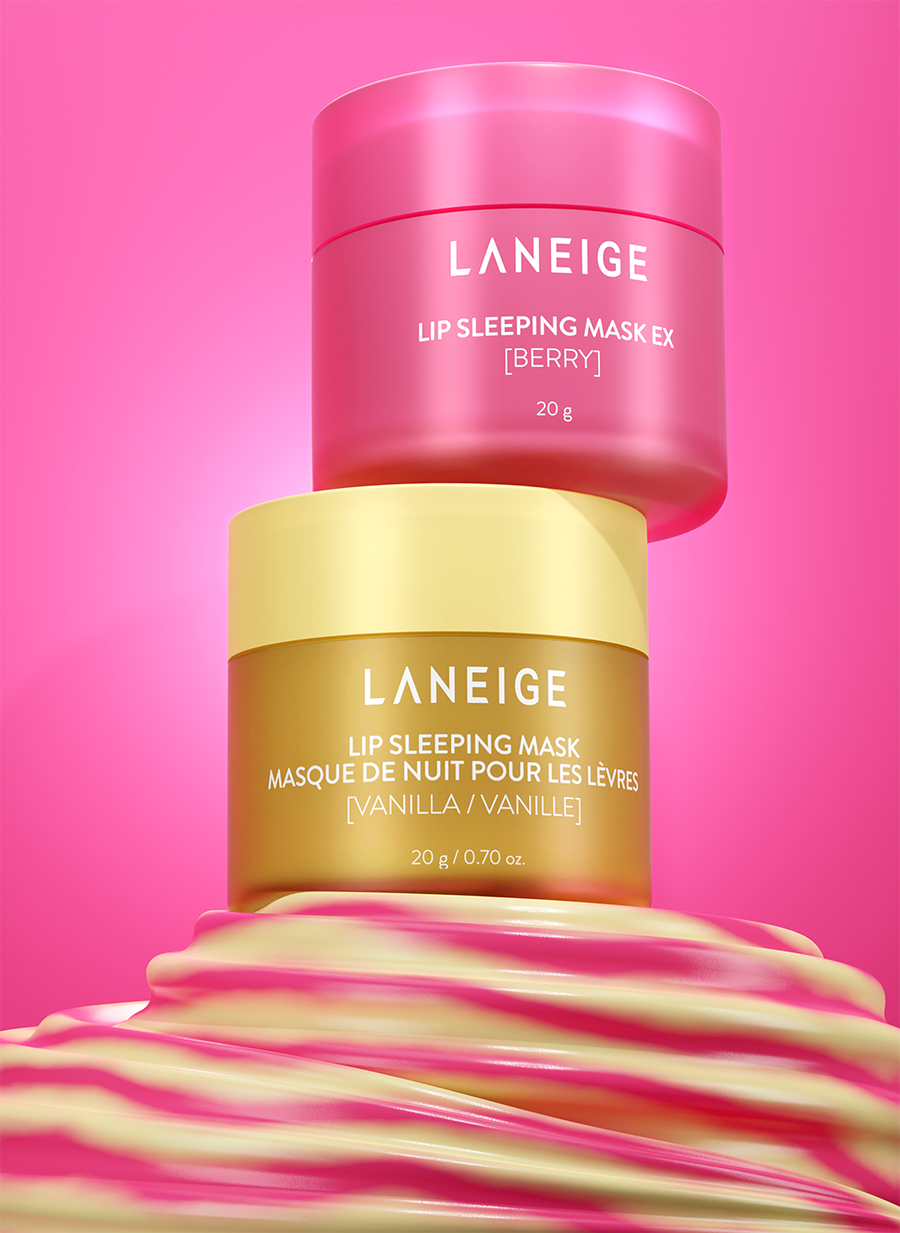 LANEIGE
LIP SLEEPING MASK EX
[BERRY]
20 g
LANEIGE
LIP SLEEPING MASK
MASQUE DE NUIT POUR LES LÈVRES
[VANILLA / VANILLE]
20 g / 0.70 oz.